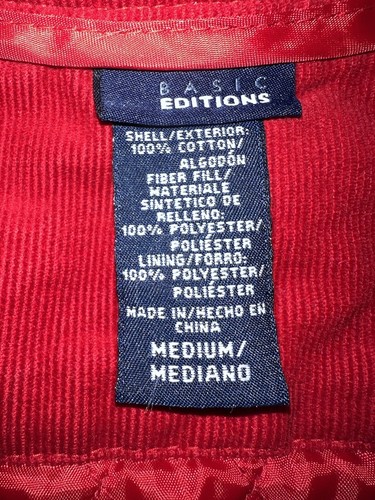 BASIC
EDITIONS
SHELL/EXTERIOR:
100% COTTON/
ALGODÓN
FIBER FILL/
MATERIALE
SINTETICO DE
RELLENO:
100% POLYESTER/
POLIÉSTER
LINING/FORRO:
100% POLYESTER/
POLIÉSTER
MADE IN/HECHO EN
CHINA
MEDIUM/
MEDIANO